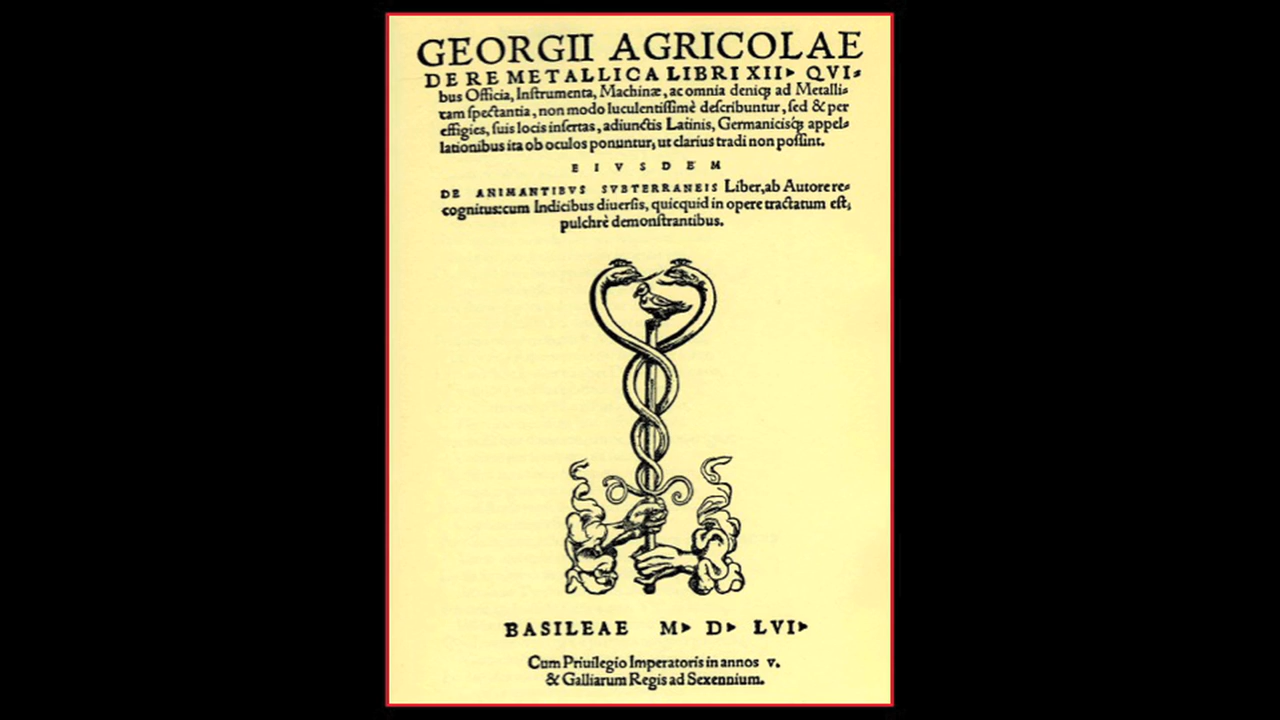 GEORGII AGRICOLAE
DE RE METALLICA LIBRI XII▸ QVI⸗
bus Officia, Inſtrumenta, Machinæ, ac omnia deniqꝫ ad Metalli⸗
cam ſpectantia, non modo luculentiſſimè deſcribuntur, ſed & per
effigies, ſuis locis inſertas, adiunctis Latinis, Germanicisqꝫ appel⸗
lationibus ita ob oculos ponuntur, ut clarius tradi non poſſint.
EIVSDEM
DE ANIMANTIBVS SVBTERRANEIS Liber, ab Autore re⸗
cognitus: cum Indicibus diuerſis, quicquid in opere tractatum eſt,
pulchrè demonſtrantibus.
BASILEAE M▸ D▸ LVI▸
Cum Priuilegio Imperatoris in annos v.
& Galliarum Regis ad Sexennium.